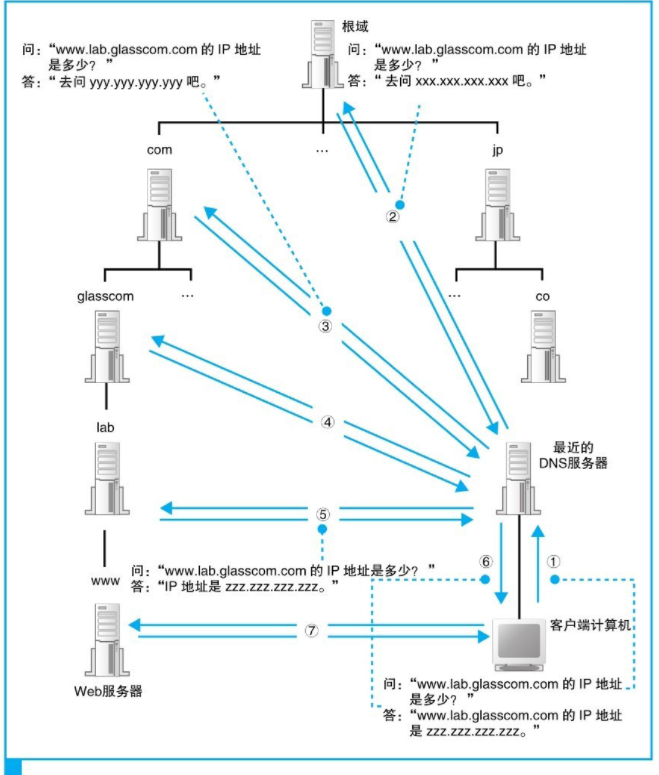 根域
问：“www.lab.glasscom.com 的 IP 地址
是多少？ ”
答：“ 去问 yyy.yyy.yyy.yyy 吧。”
问：“www.lab.glasscom.com 的 IP 地址
是多少？ ”
答：“ 去问 xxx.xxx.xxx.xxx 吧。”
com
…
jp
②
glasscom
…
…
co
③
④
lab
最近的
DNS服务器
⑤
问：“www.lab.glasscom.com 的 IP 地址是多少？ ”
答：“IP 地址是 zzz.zzz.zzz.zzz。”
⑥
①
www
⑦
客户端计算机
Web服务器
问：“www.lab.glasscom.com 的 IP 地址
是多少？ ”
答：“www.lab.glasscom.com 的 IP 地址
是 zzz.zzz.zzz.zzz。”